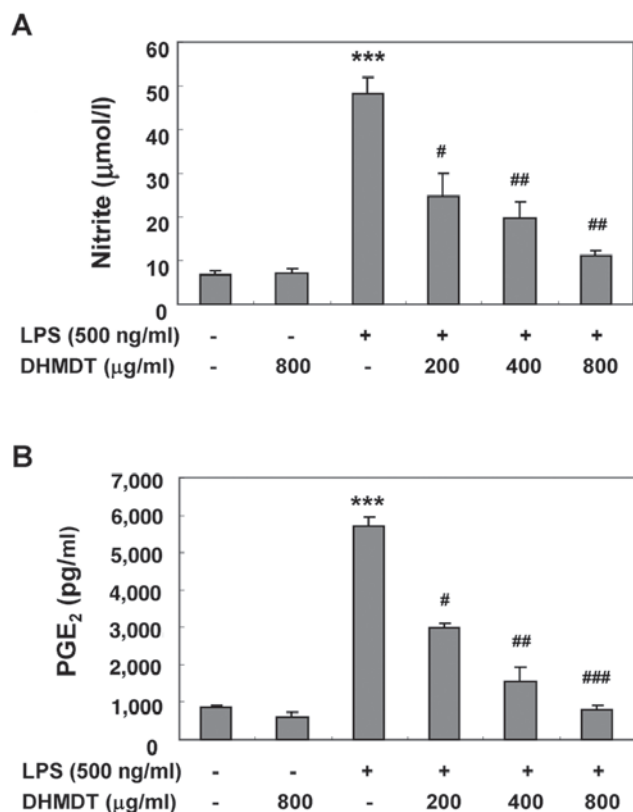 A
Nitrite (μmol/l)
60
50
40
30
20
10
0
***
#
##
##
LPS (500 ng/ml) - - + + + +
DHMDT (μg/ml) - 800 - 200 400 800
B
PGE₂ (pg/ml)
7,000
6,000
5,000
4,000
3,000
2,000
1,000
0
***
#
##
###
LPS (500 ng/ml) - - + + + +
DHMDT (μg/ml) - 800 - 200 400 800